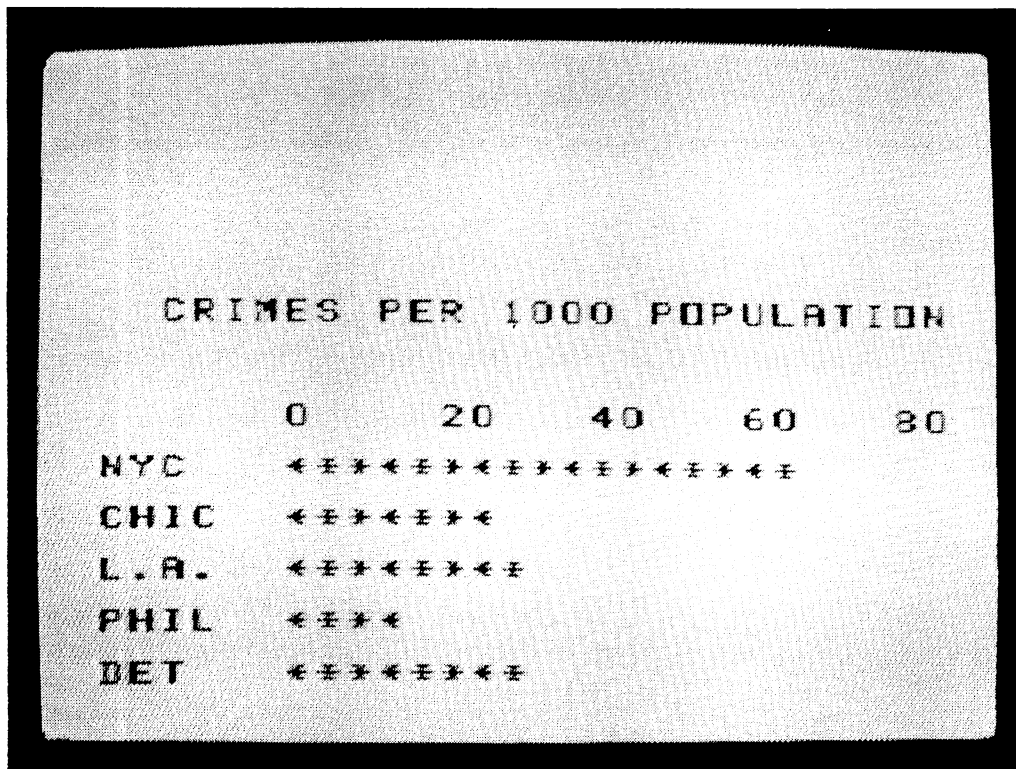 CRIMES PER 1000 POPULATION
0 20 40 60 80
NYC *****************
CHIC *******
L.A. ********
PHIL ****
DET ********